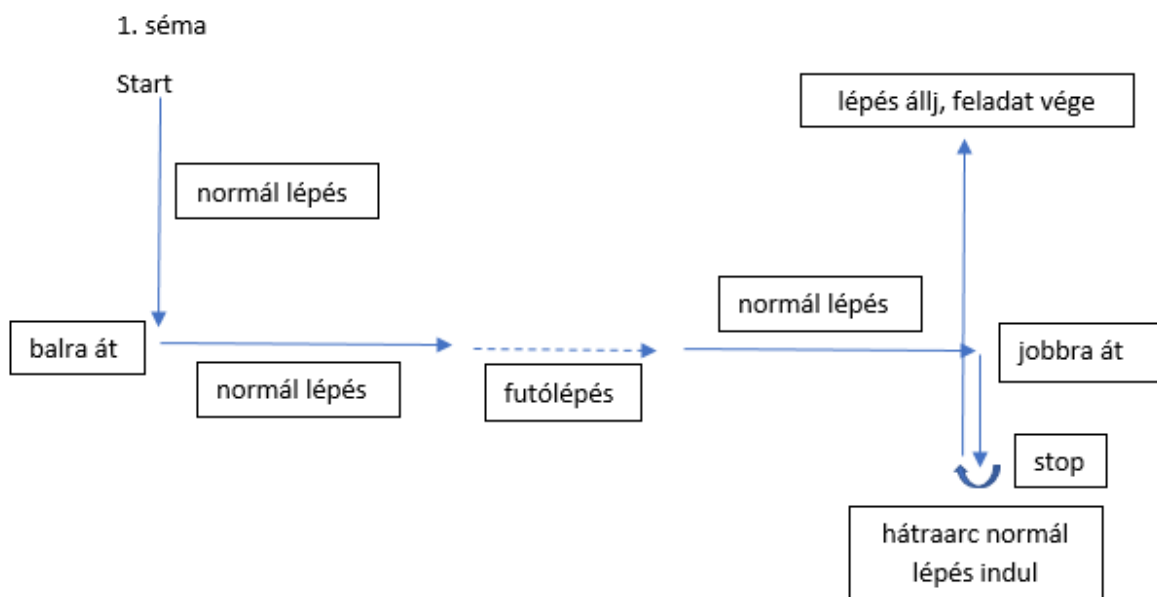 1. séma
Start
lépés állj, feladat vége
normál lépés
normál lépés
balra át
jobbra át
normál lépés
futólépés
stop
hátraarc normál
lépés indul